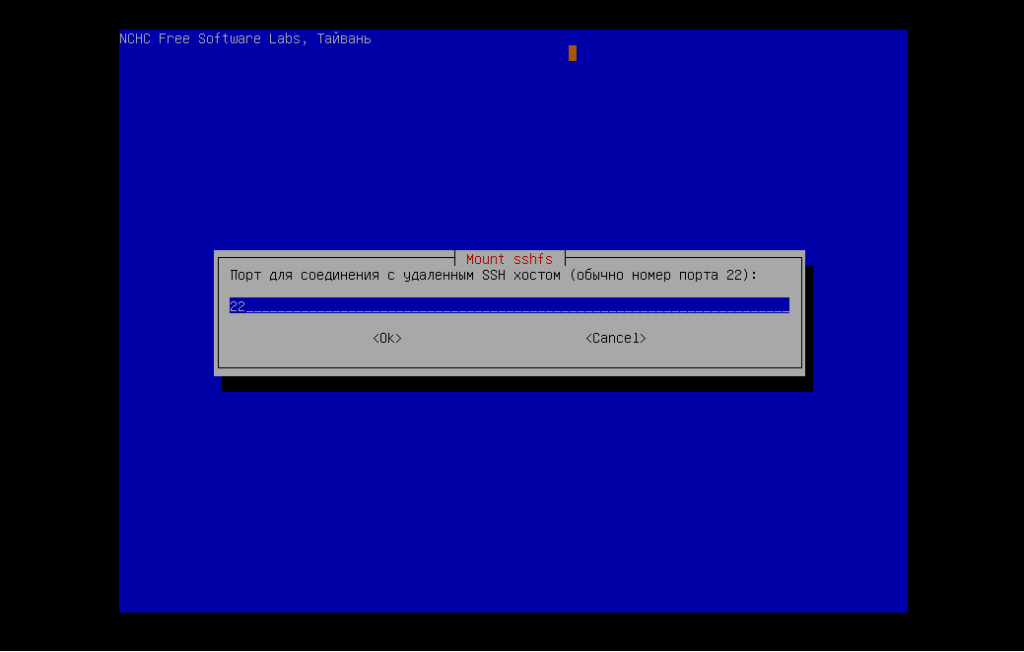 NCHC Free Software Labs, Тайвань
Mount sshfs
Порт для соединения с удаленным SSH хостом (обычно номер порта 22):
22
<Ok> <Cancel>